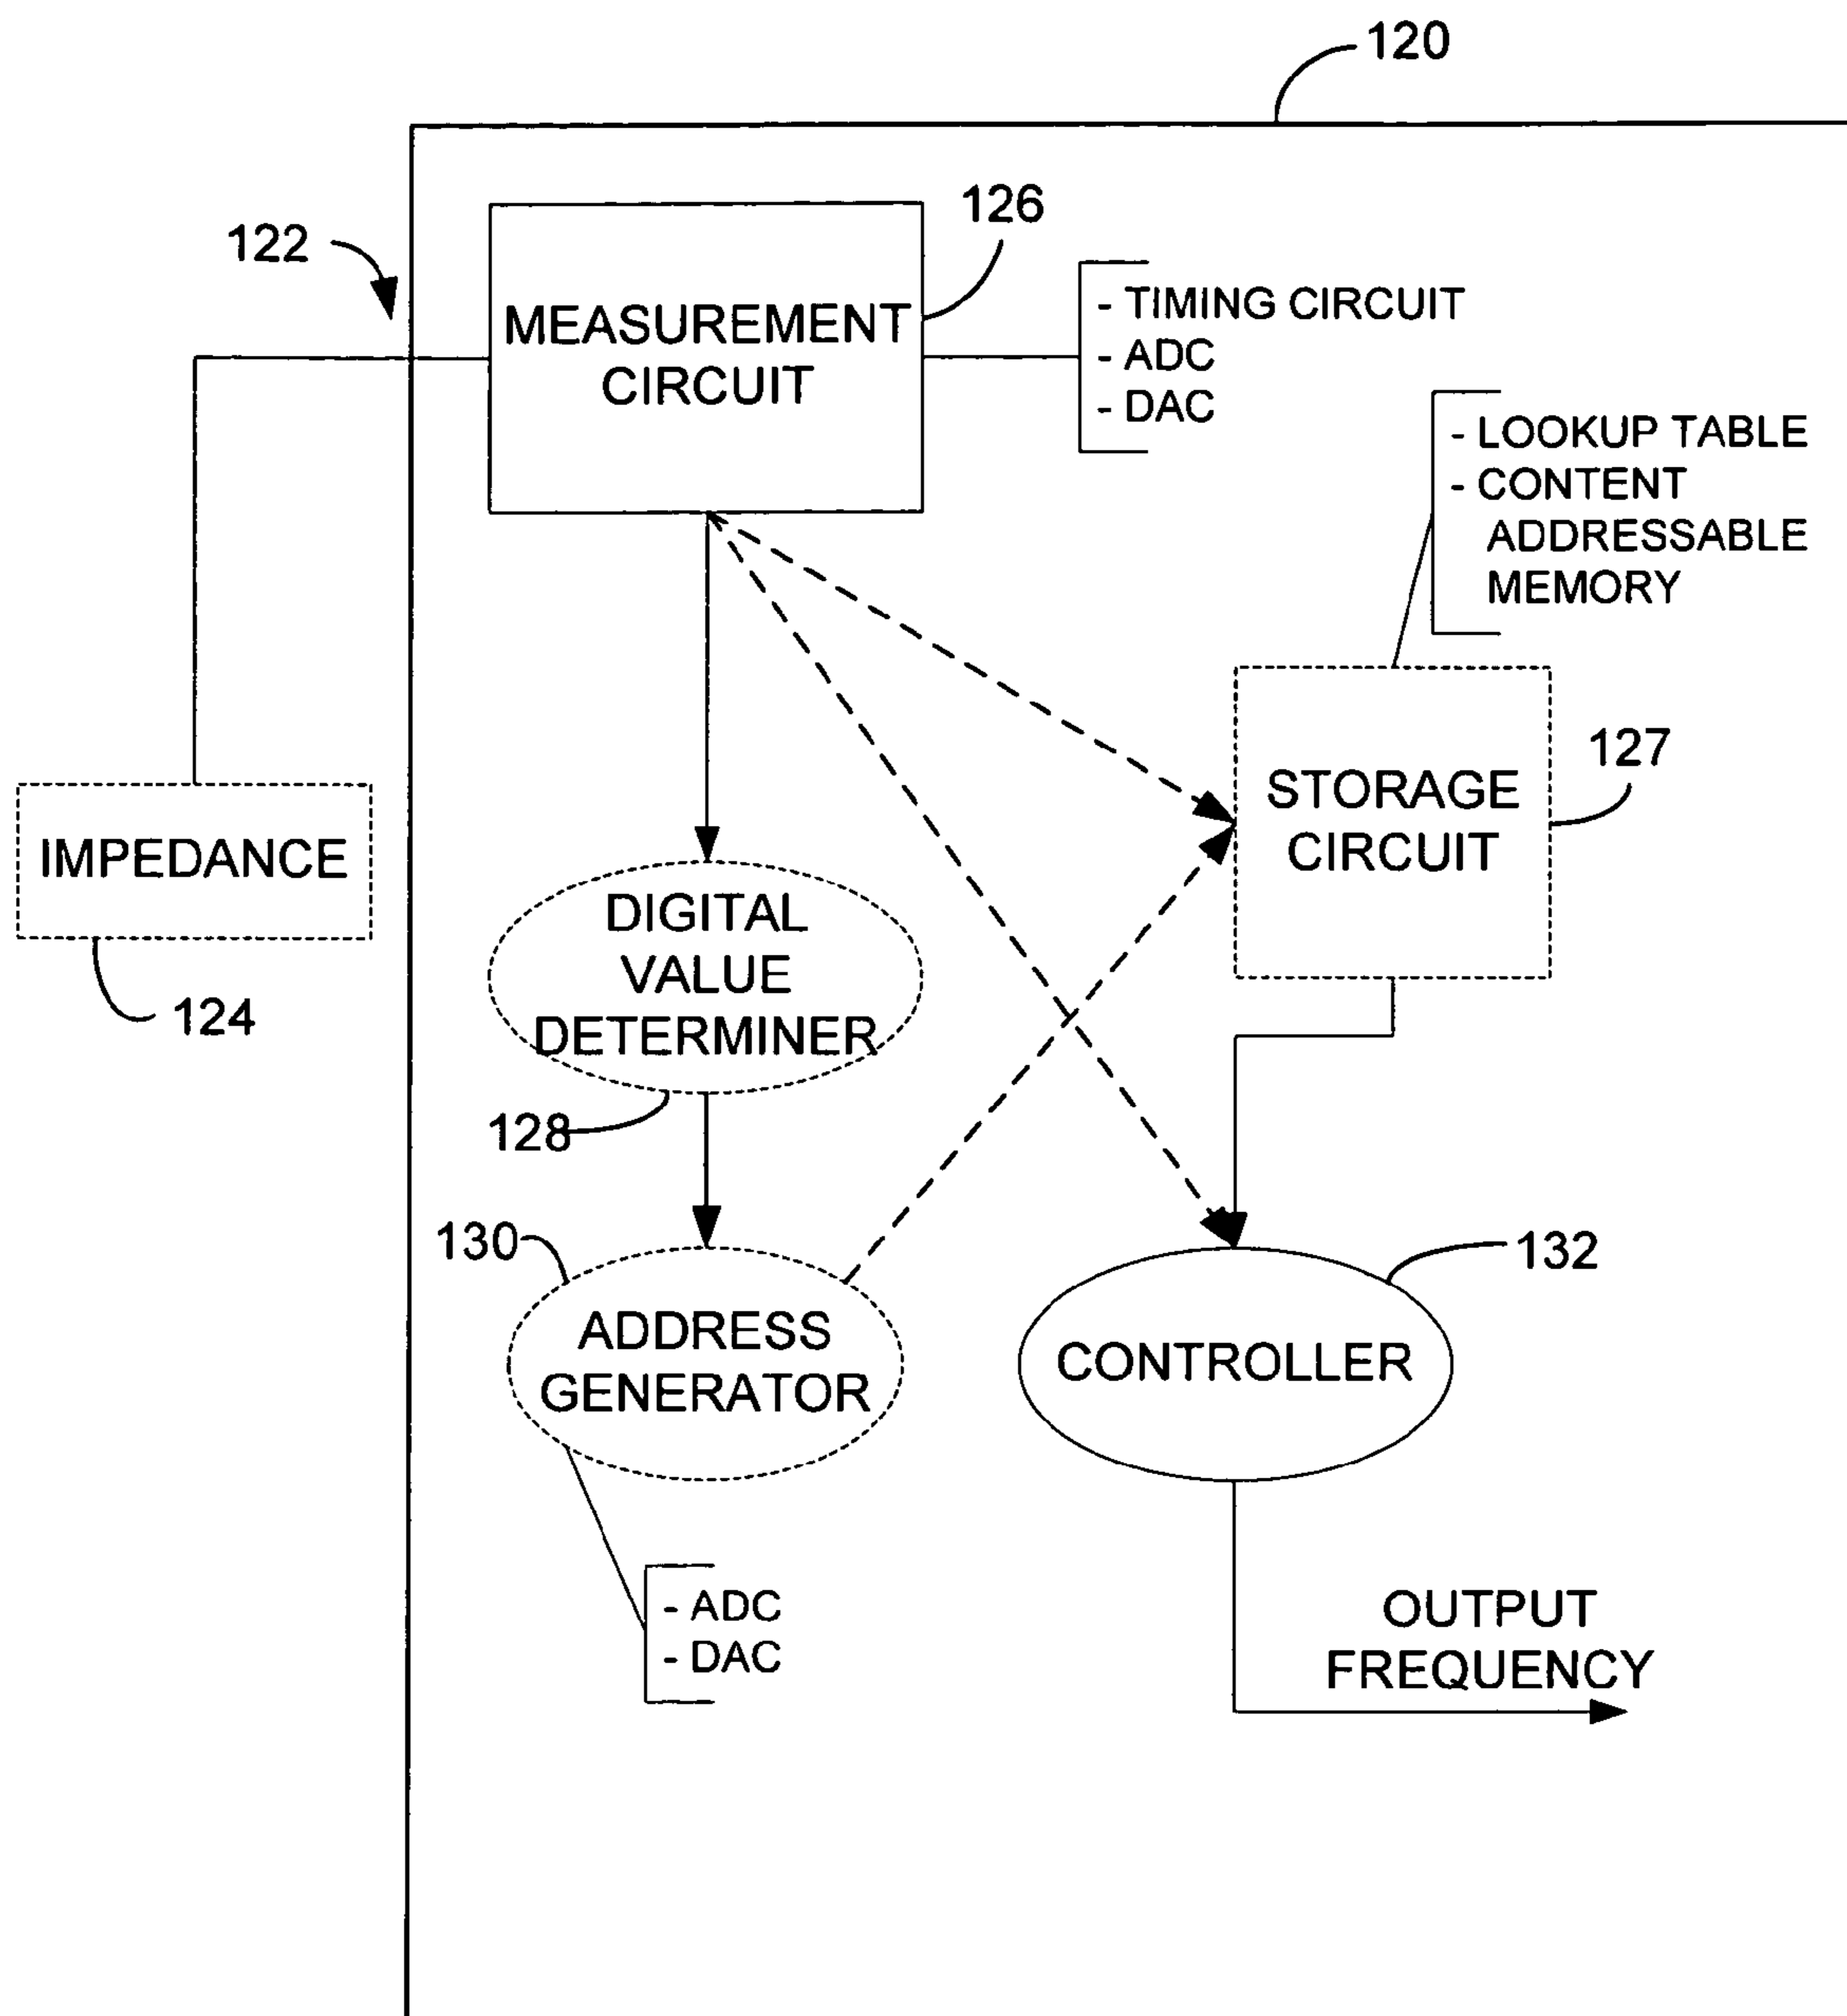 120
126
122
MEASUREMENT
CIRCUIT
- TIMING CIRCUIT
- ADC
- DAC
- LOOKUP TABLE
- CONTENT
ADDRESSABLE
MEMORY
127
STORAGE
CIRCUIT
IMPEDANCE
124
DIGITAL
VALUE
DETERMINER
128
130
ADDRESS
GENERATOR
132
CONTROLLER
- ADC
- DAC
OUTPUT
FREQUENCY